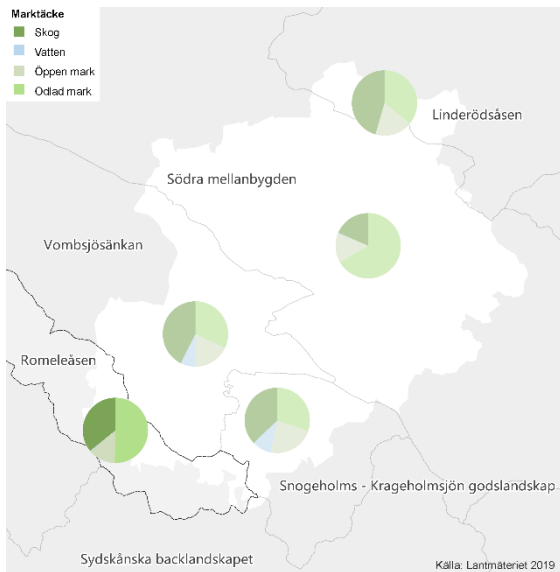 Marktäcke
Skog
Vatten
Öppen mark
Odlad mark
Linderödsåsen
Södra mellanbygden
Vombsjösänkan
Romeleåsen
Snogeholms - Krageholmsjön godslandskap
Sydskånska backlandskapet
Källa: Lantmäteriet 2019